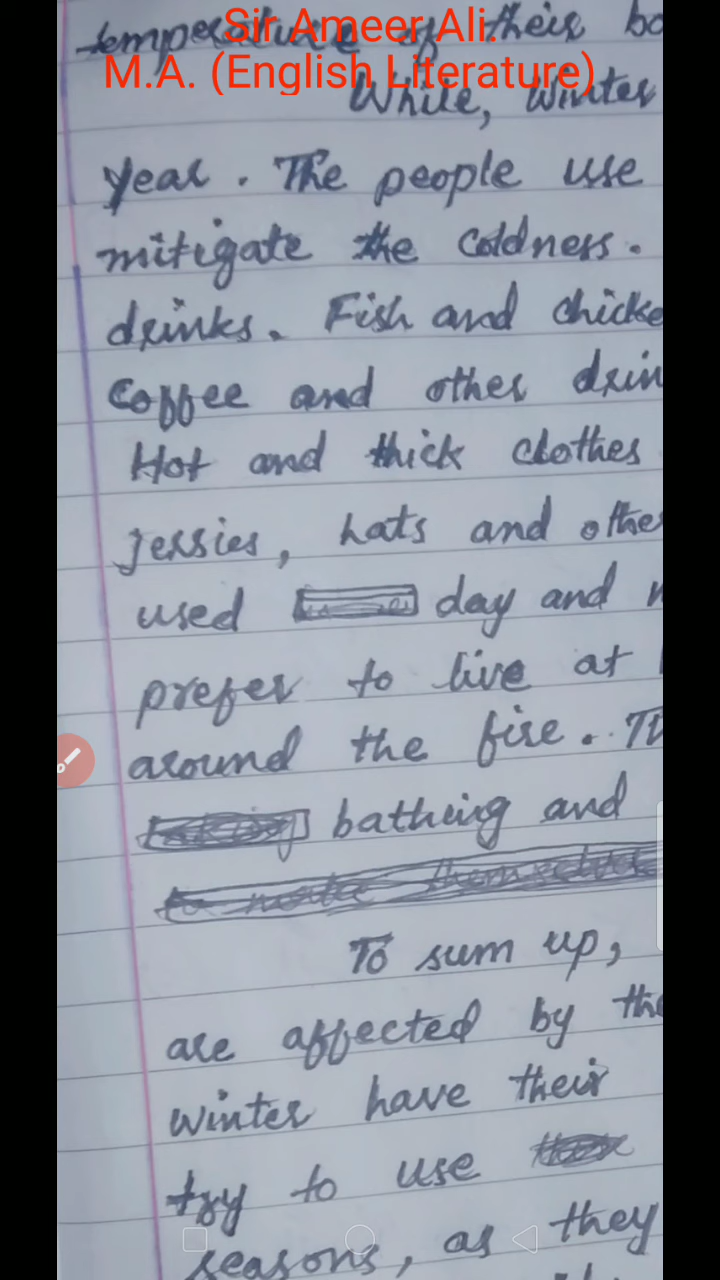 Sir Ameer Ali.
M.A. (English Literature)
temperature of their bo
While, Winter
year. The people use
mitigate the coldness.
drinks. Fish and chicke
Coffee and other drin
Hot and thick clothes
jersies, hats and othe
used day and n
prefer to live at
around the fire. Th
bathing and
To sum up,
are affected by the
winter have their
try to use
seasons, as they